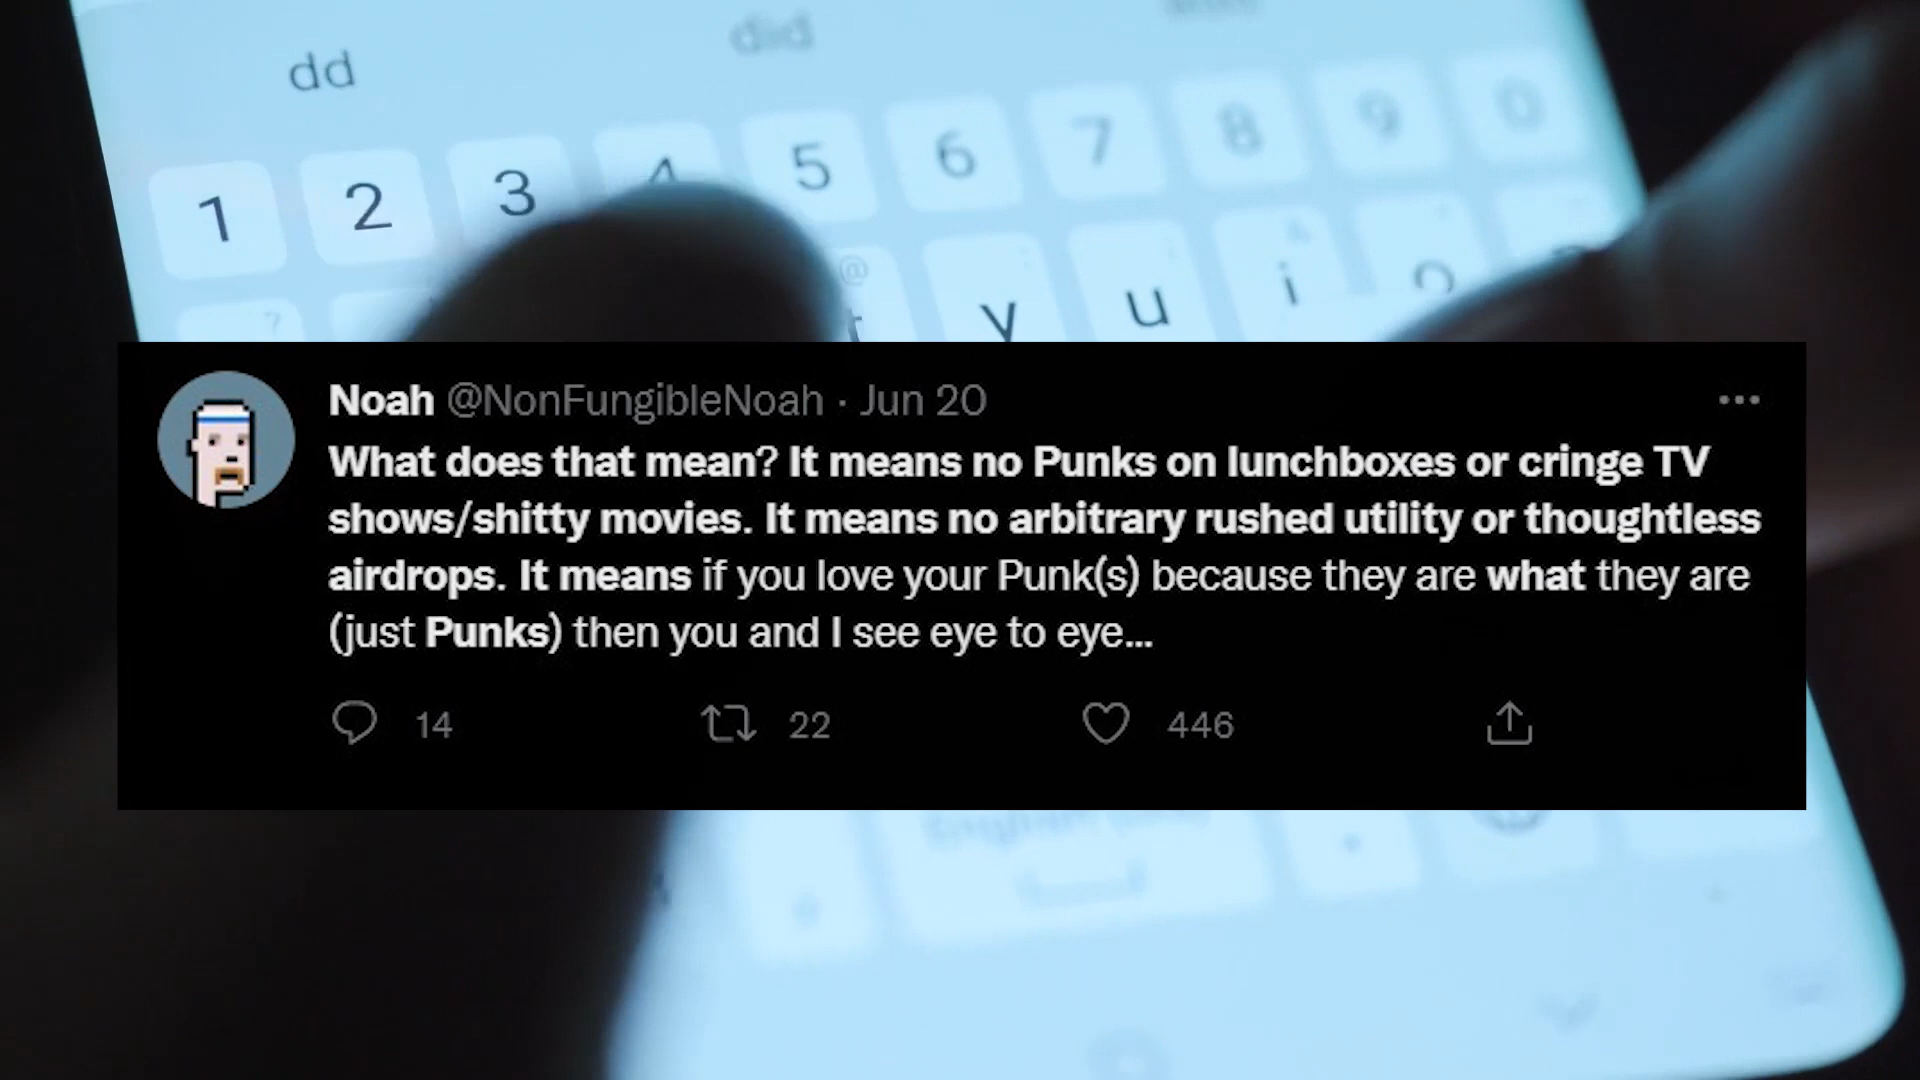 dd
did
1 2 3 4 5 6 7 8 9 0
@
y u i o
?
Noah @NonFungibleNoah · Jun 20
What does that mean? It means no Punks on lunchboxes or cringe TV
shows/shitty movies. It means no arbitrary rushed utility or thoughtless
airdrops. It means if you love your Punk(s) because they are what they are
(just Punks) then you and I see eye to eye...
14 22 446
English